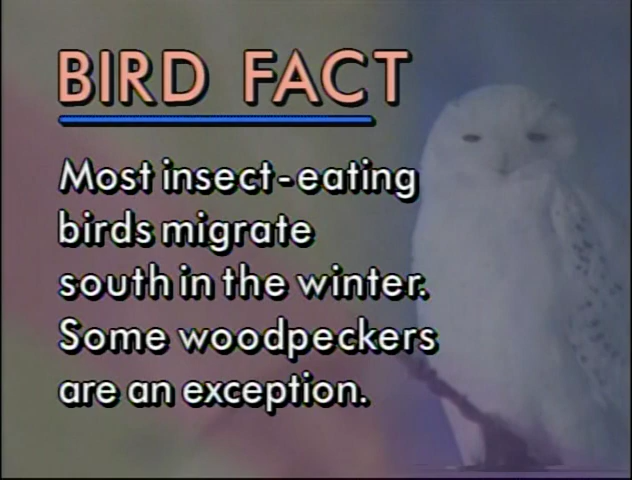 BIRD FACT
Most insect-eating
birds migrate
south in the winter.
Some woodpeckers
are an exception.